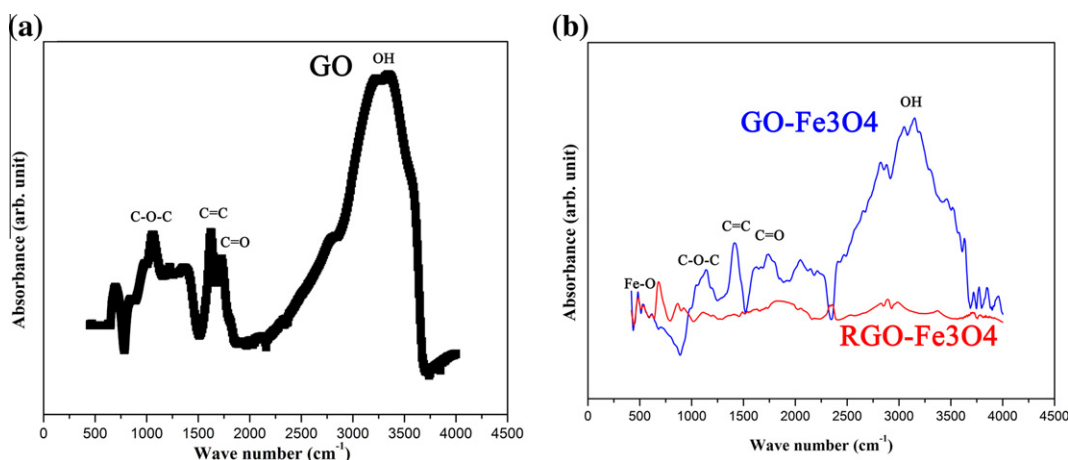 (a)
GO
OH
C-O-C
C=C
C=O
Absorbance (arb. unit)
0 500 1000 1500 2000 2500 3000 3500 4000 4500
Wave number (cm-1)
(b)
GO-Fe3O4
OH
C=C
C=O
C-O-C
Fe-O
RGO-Fe3O4
Absorbance (arb. unit)
0 500 1000 1500 2000 2500 3000 3500 4000 4500
Wave number (cm-1)